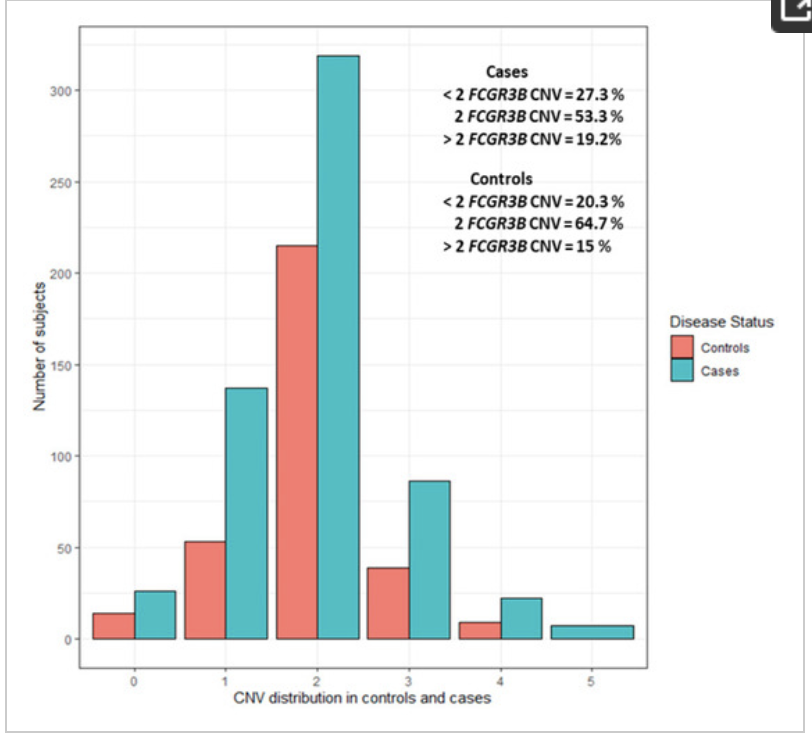 Cases
< 2 FCGR3B CNV = 27.3 %
2 FCGR3B CNV = 53.3 %
> 2 FCGR3B CNV = 19.2%
Controls
< 2 FCGR3B CNV = 20.3 %
2 FCGR3B CNV = 64.7 %
> 2 FCGR3B CNV = 15 %
300
250
200
150
100
50
0
Number of subjects
0 1 2 3 4 5
CNV distribution in controls and cases
Disease Status
Controls
Cases